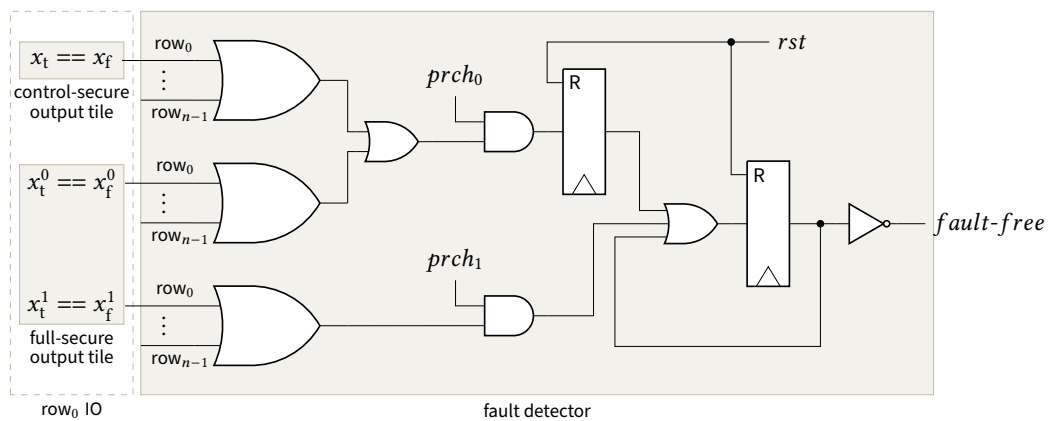 x_t == x_f
control-secure
output tile
x_t^0 == x_f^0
x_t^1 == x_f^1
full-secure
output tile
row_0 IO
row_0
⋮
row_{n−1}
row_0
⋮
row_{n−1}
row_0
⋮
row_{n−1}
prch_0
prch_1
R
rst
R
fault-free
fault detector